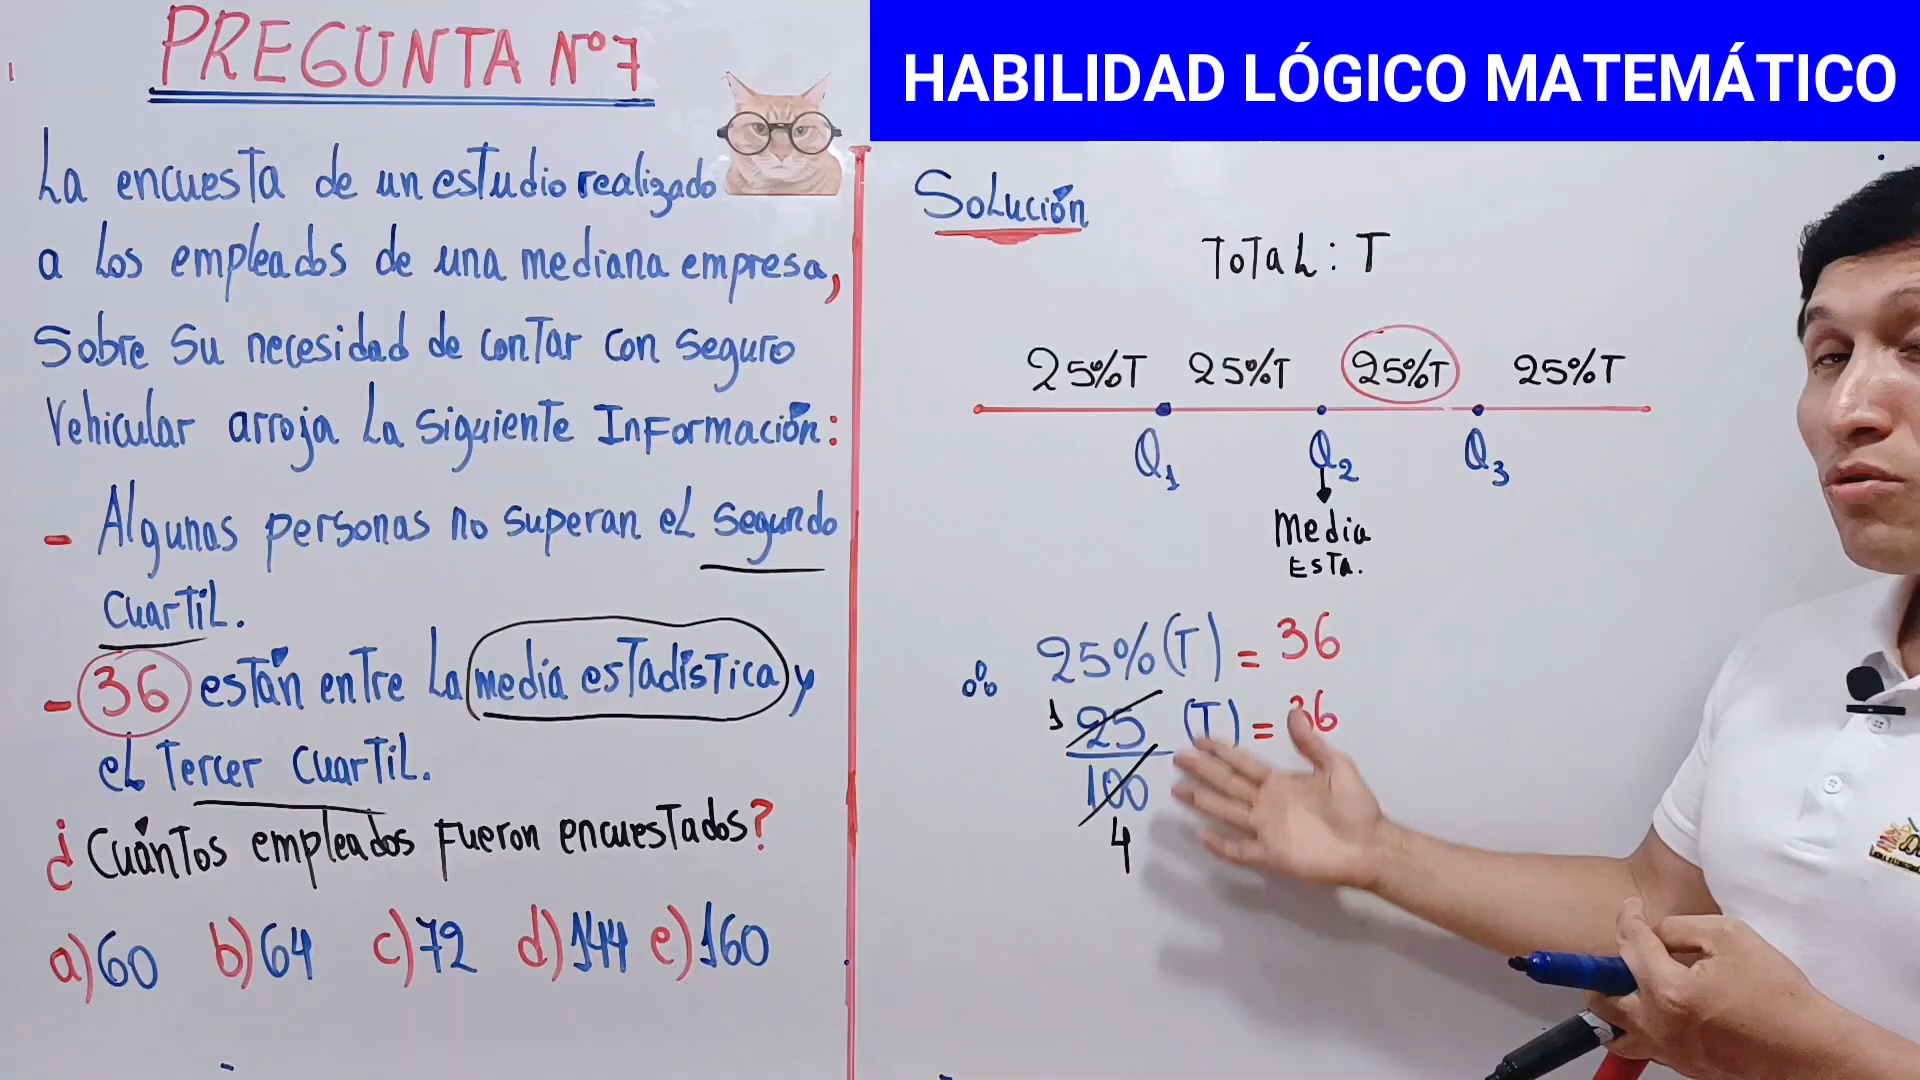 PREGUNTA N°7
HABILIDAD LÓGICO MATEMÁTICO
La encuesta de un estudio realizado
a los empleados de una mediana empresa,
Sobre Su necesidad de contar con seguro
Vehicular arroja la siguiente Información:
- Algunas personas no superan el segundo
cuartil.
- 36 están entre la media estadística y
el Tercer cuartil.
¿Cuántos empleados fueron encuestados?
a) 60 b) 64 c) 72 d) 144 e) 160
Solución
Total: T
25%T 25%T 25%T 25%T
Q1 Q2 Q3
Media
Esta.
∴ 25%(T) = 36
1 25 (T) = 36
100
4